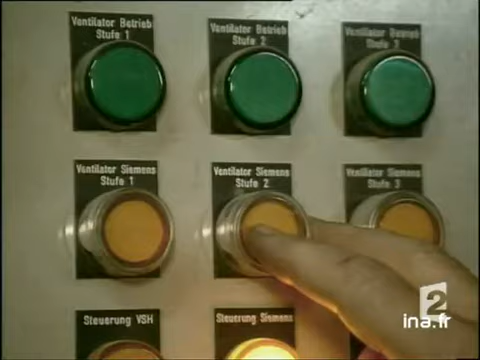 Ventilator Betrieb
Stufe 1
Ventilator Betrieb
Stufe 2
Ventilator Betrieb
Stufe 3
Ventilator Siemens
Stufe 1
Ventilator Siemens
Stufe 2
Ventilator Siemens
Stufe 3
Steuerung VSH
Steuerung Siemens
2
ina.fr